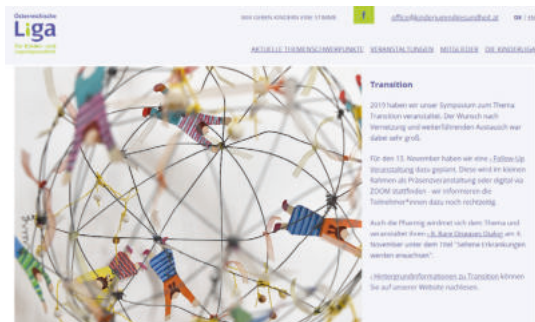 Österreichische
Liga
für Kinder- und
Jugendgesundheit
WIR GEBEN KINDERN EINE STIMME
f
office@kinderjugendgesundheit.at
DE |
AKTUELLE THEMENSCHWERPUNKTE VERANSTALTUNGEN MITGLIEDER DIE KINDERLIGA
Transition
2019 haben wir unser Symposium zum Thema
Transition veranstaltet. Der Wunsch nach
Vernetzung und weiterführenden Austausch war
dabei sehr groß.
Für den 13. November haben wir eine › Follow-Up
Veranstaltung dazu geplant. Diese wird im kleinen
Rahmen als Präsenzveranstaltung oder digital via
ZOOM stattfinden - wir informieren die
Teilnehmer*innen dazu noch rechtzeitig.
Auch die Pharmig widmet sich dem Thema und
veranstaltet ihren Rare Diseases Dialog am 4.
November unter dem Titel "Seltene Erkrankungen
werden erwachsen".
› Hintergrundinformationen zu Transition können
Sie auf unserer Website nachlesen.